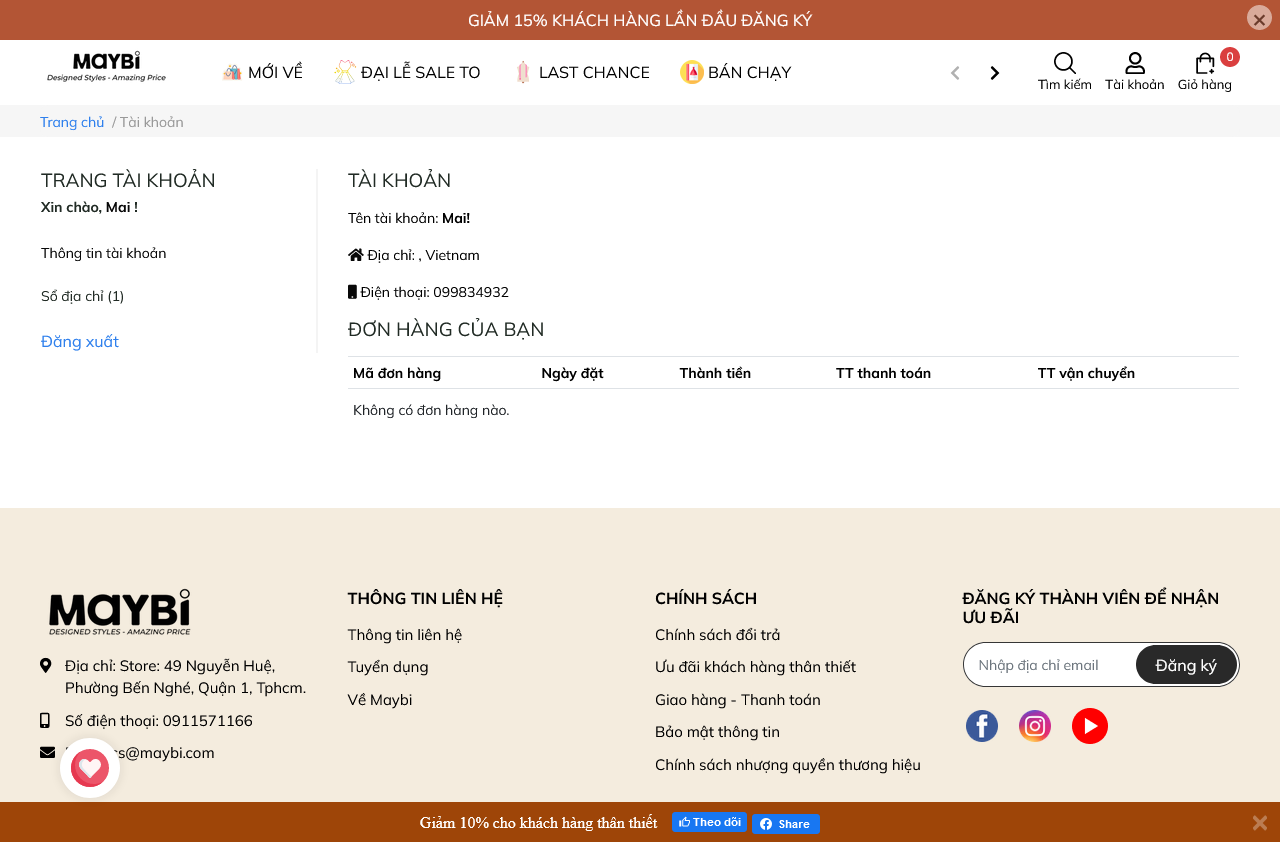 GIẢM 15% KHÁCH HÀNG LẦN ĐẦU ĐĂNG KÝ
MAYBI
Designed Styles - Amazing Price
MỚI VỀ
ĐẠI LỄ SALE TO
LAST CHANCE
BÁN CHẠY
Tìm kiếm
Tài khoản
0
Giỏ hàng
Trang chủ / Tài khoản
TRANG TÀI KHOẢN
Xin chào, Mai !
Thông tin tài khoản
Sổ địa chỉ (1)
Đăng xuất
TÀI KHOẢN
Tên tài khoản: Mai!
Địa chỉ: , Vietnam
Điện thoại: 099834932
ĐƠN HÀNG CỦA BẠN
Mã đơn hàng Ngày đặt Thành tiền TT thanh toán TT vận chuyển
Không có đơn hàng nào.
MAYBI
DESIGNED STYLES - AMAZING PRICE
Địa chỉ: Store: 49 Nguyễn Huệ,
Phường Bến Nghé, Quận 1, Tphcm.
Số điện thoại: 0911571166
s@maybi.com
THÔNG TIN LIÊN HỆ
Thông tin liên hệ
Tuyển dụng
Về Maybi
CHÍNH SÁCH
Chính sách đổi trả
Ưu đãi khách hàng thân thiết
Giao hàng - Thanh toán
Bảo mật thông tin
Chính sách nhượng quyền thương hiệu
ĐĂNG KÝ THÀNH VIÊN ĐỂ NHẬN
ƯU ĐÃI
Nhập địa chỉ email
Đăng ký
Giảm 10% cho khách hàng thân thiết
Theo dõi
Share